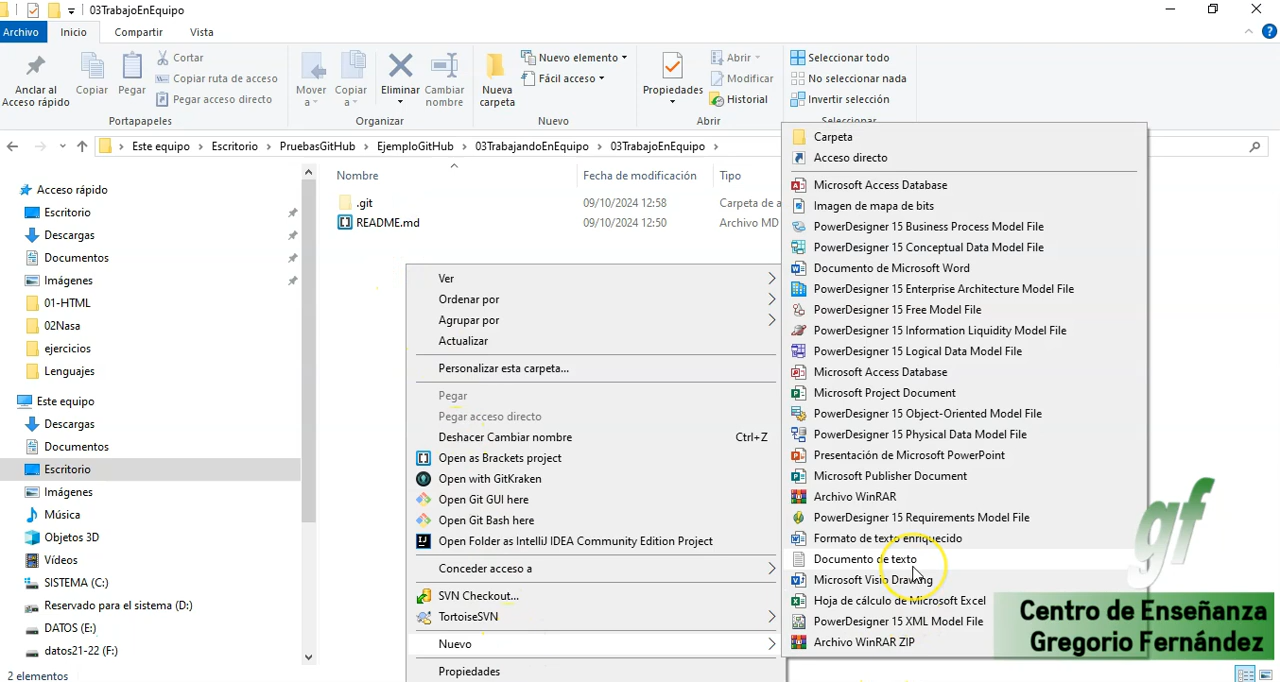 03TrabajoEnEquipo
Archivo
Inicio
Compartir
Vista
Anclar al
Acceso rápido
Copiar
Pegar
Cortar
Copiar ruta de acceso
Pegar acceso directo
Portapapeles
Mover
a
Copiar
a
Eliminar
Cambiar
nombre
Organizar
Nueva
carpeta
Nuevo elemento
Fácil acceso
Nuevo
Propiedades
Abrir
Modificar
Historial
Abrir
Seleccionar todo
No seleccionar nada
Invertir selección
Seleccionar
Este equipo
Escritorio
PruebasGitHub
EjemploGitHub
03TrabajandoEnEquipo
03TrabajoEnEquipo
Acceso rápido
Escritorio
Descargas
Documentos
Imágenes
01-HTML
02Nasa
ejercicios
Lenguajes
Este equipo
Descargas
Documentos
Escritorio
Imágenes
Música
Objetos 3D
Vídeos
SISTEMA (C:)
Reservado para el sistema (D:)
DATOS (E:)
datos21-22 (F:)
2 elementos
Nombre
Fecha de modificación
Tipo
.git
09/10/2024 12:58
Carpeta de a
README.md
09/10/2024 12:50
Archivo MD
Ver
Ordenar por
Agrupar por
Actualizar
Personalizar esta carpeta...
Pegar
Pegar acceso directo
Deshacer Cambiar nombre
Ctrl+Z
Open as Brackets project
Open with GitKraken
Open Git GUI here
Open Git Bash here
Open Folder as IntelliJ IDEA Community Edition Project
Conceder acceso a
SVN Checkout...
TortoiseSVN
Nuevo
Propiedades
Carpeta
Acceso directo
Microsoft Access Database
Imagen de mapa de bits
PowerDesigner 15 Business Process Model File
PowerDesigner 15 Conceptual Data Model File
Documento de Microsoft Word
PowerDesigner 15 Enterprise Architecture Model File
PowerDesigner 15 Free Model File
PowerDesigner 15 Information Liquidity Model File
PowerDesigner 15 Logical Data Model File
Microsoft Access Database
Microsoft Project Document
PowerDesigner 15 Object-Oriented Model File
PowerDesigner 15 Physical Data Model File
Presentación de Microsoft PowerPoint
Microsoft Publisher Document
Archivo WinRAR
PowerDesigner 15 Requirements Model File
Formato de texto enriquecido
Documento de texto
Microsoft Visio Drawing
Hoja de cálculo de Microsoft Excel
PowerDesigner 15 XML Model File
Archivo WinRAR ZIP
gf
Centro de Enseñanza
Gregorio Fernández